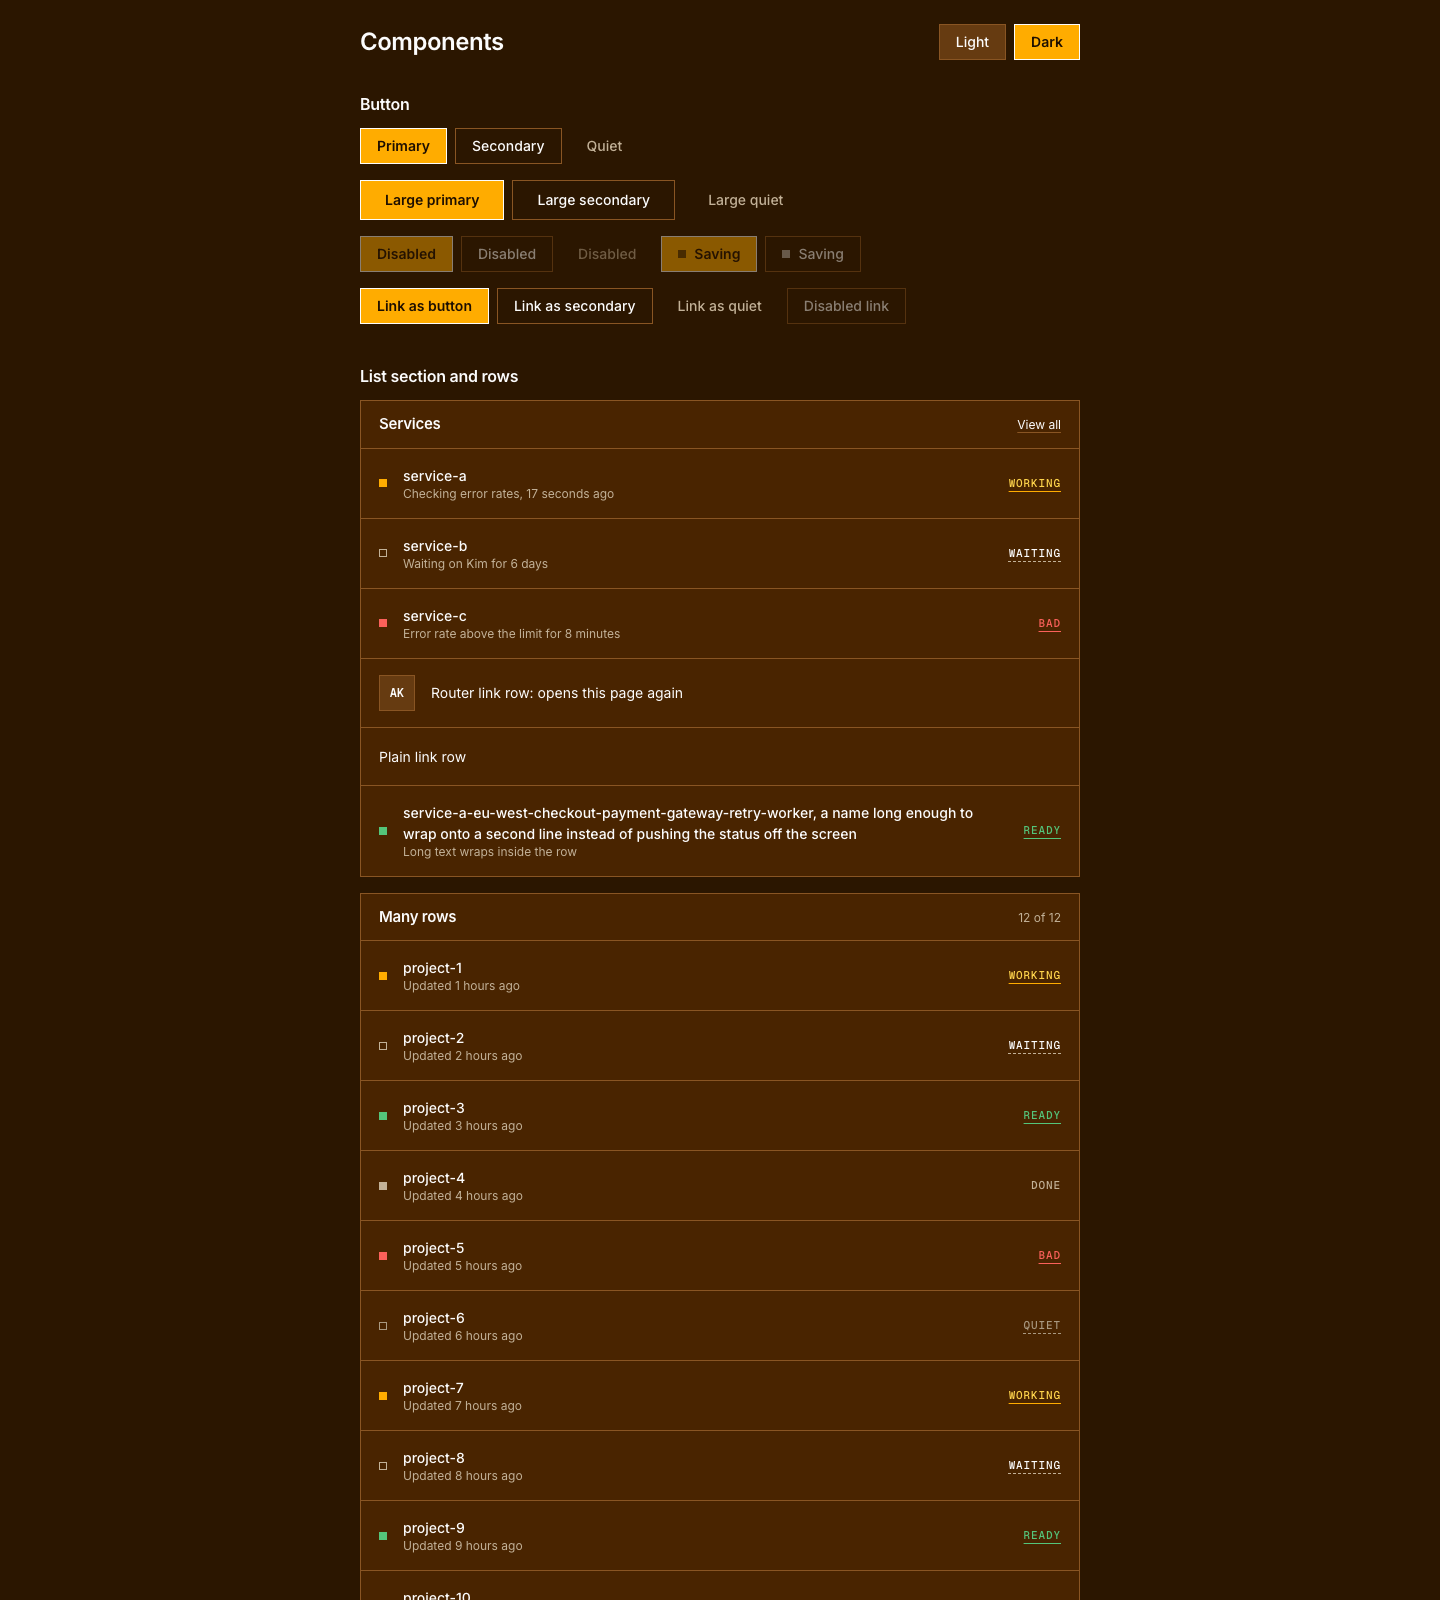 Components
Light
Dark
Button
Primary
Secondary
Quiet
Large primary
Large secondary
Large quiet
Disabled
Disabled
Disabled
Saving
Saving
Link as button
Link as secondary
Link as quiet
Disabled link
List section and rows
Services
View all
service-a
Checking error rates, 17 seconds ago
WORKING
service-b
Waiting on Kim for 6 days
WAITING
service-c
Error rate above the limit for 8 minutes
BAD
AK
Router link row: opens this page again
Plain link row
service-a-eu-west-checkout-payment-gateway-retry-worker, a name long enough to
wrap onto a second line instead of pushing the status off the screen
Long text wraps inside the row
READY
Many rows
12 of 12
project-1
Updated 1 hours ago
WORKING
project-2
Updated 2 hours ago
WAITING
project-3
Updated 3 hours ago
READY
project-4
Updated 4 hours ago
DONE
project-5
Updated 5 hours ago
BAD
project-6
Updated 6 hours ago
QUIET
project-7
Updated 7 hours ago
WORKING
project-8
Updated 8 hours ago
WAITING
project-9
Updated 9 hours ago
READY
project-10